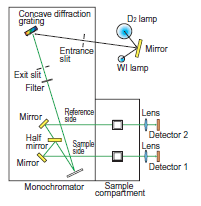 Concave diffraction
grating
D2 lamp
Entrance
slit
Mirror
WI lamp
Exit slit
Filter
Mirror
Reference
side
Lens
Detector 2
Half
mirror
Sample
side
Lens
Mirror
Detector 1
Monochromator
Sample
compartment